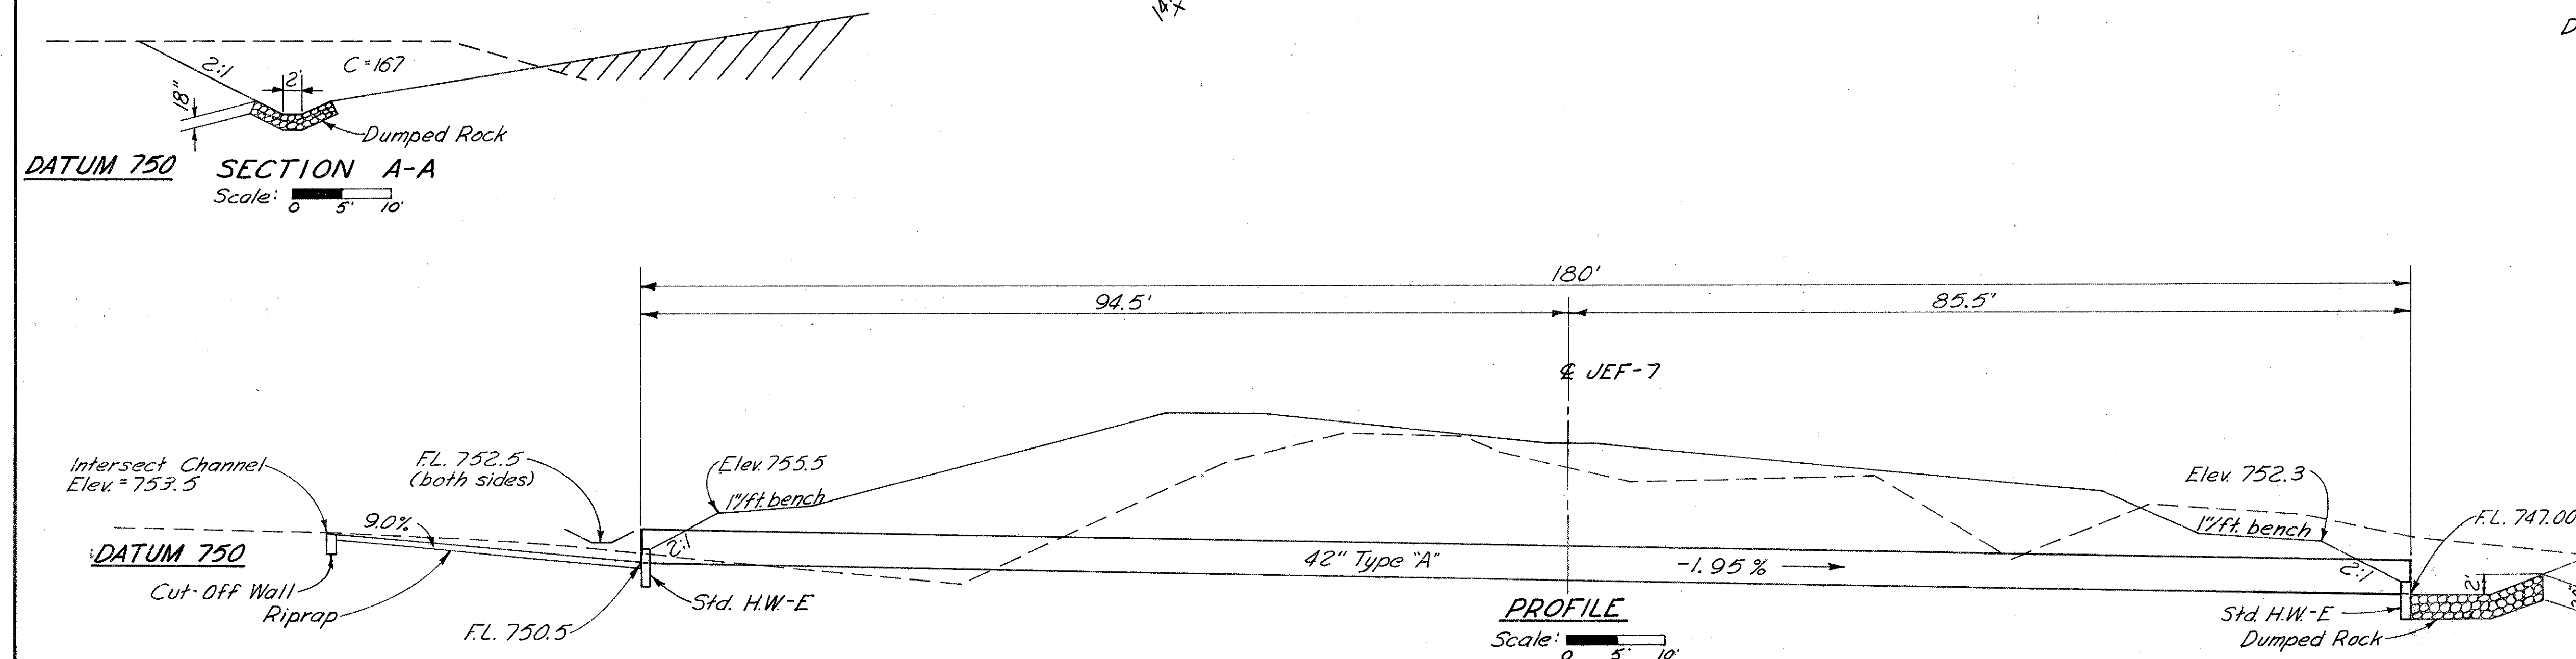 14'
X
D
2:1
C=167
2'
18"
Dumped Rock
DATUM 750
SECTION A-A
Scale:
0 5' 10'
180'
94.5'
85.5'
℄ JEF-7
Intersect Channel
Elev. = 753.5
F.L. 752.5
(both sides)
Elev. 755.5
1"/ft. bench
9.0%
2:1
DATUM 750
Cut-Off Wall
Riprap
F.L. 750.5
Std. H.W.-E
42" Type "A"
-1.95%
Elev. 752.3
1"/ft. bench
F.L. 747.00
2:1
2'
Std. H.W.-E
Dumped Rock
PROFILE
Scale:
0 5' 10'